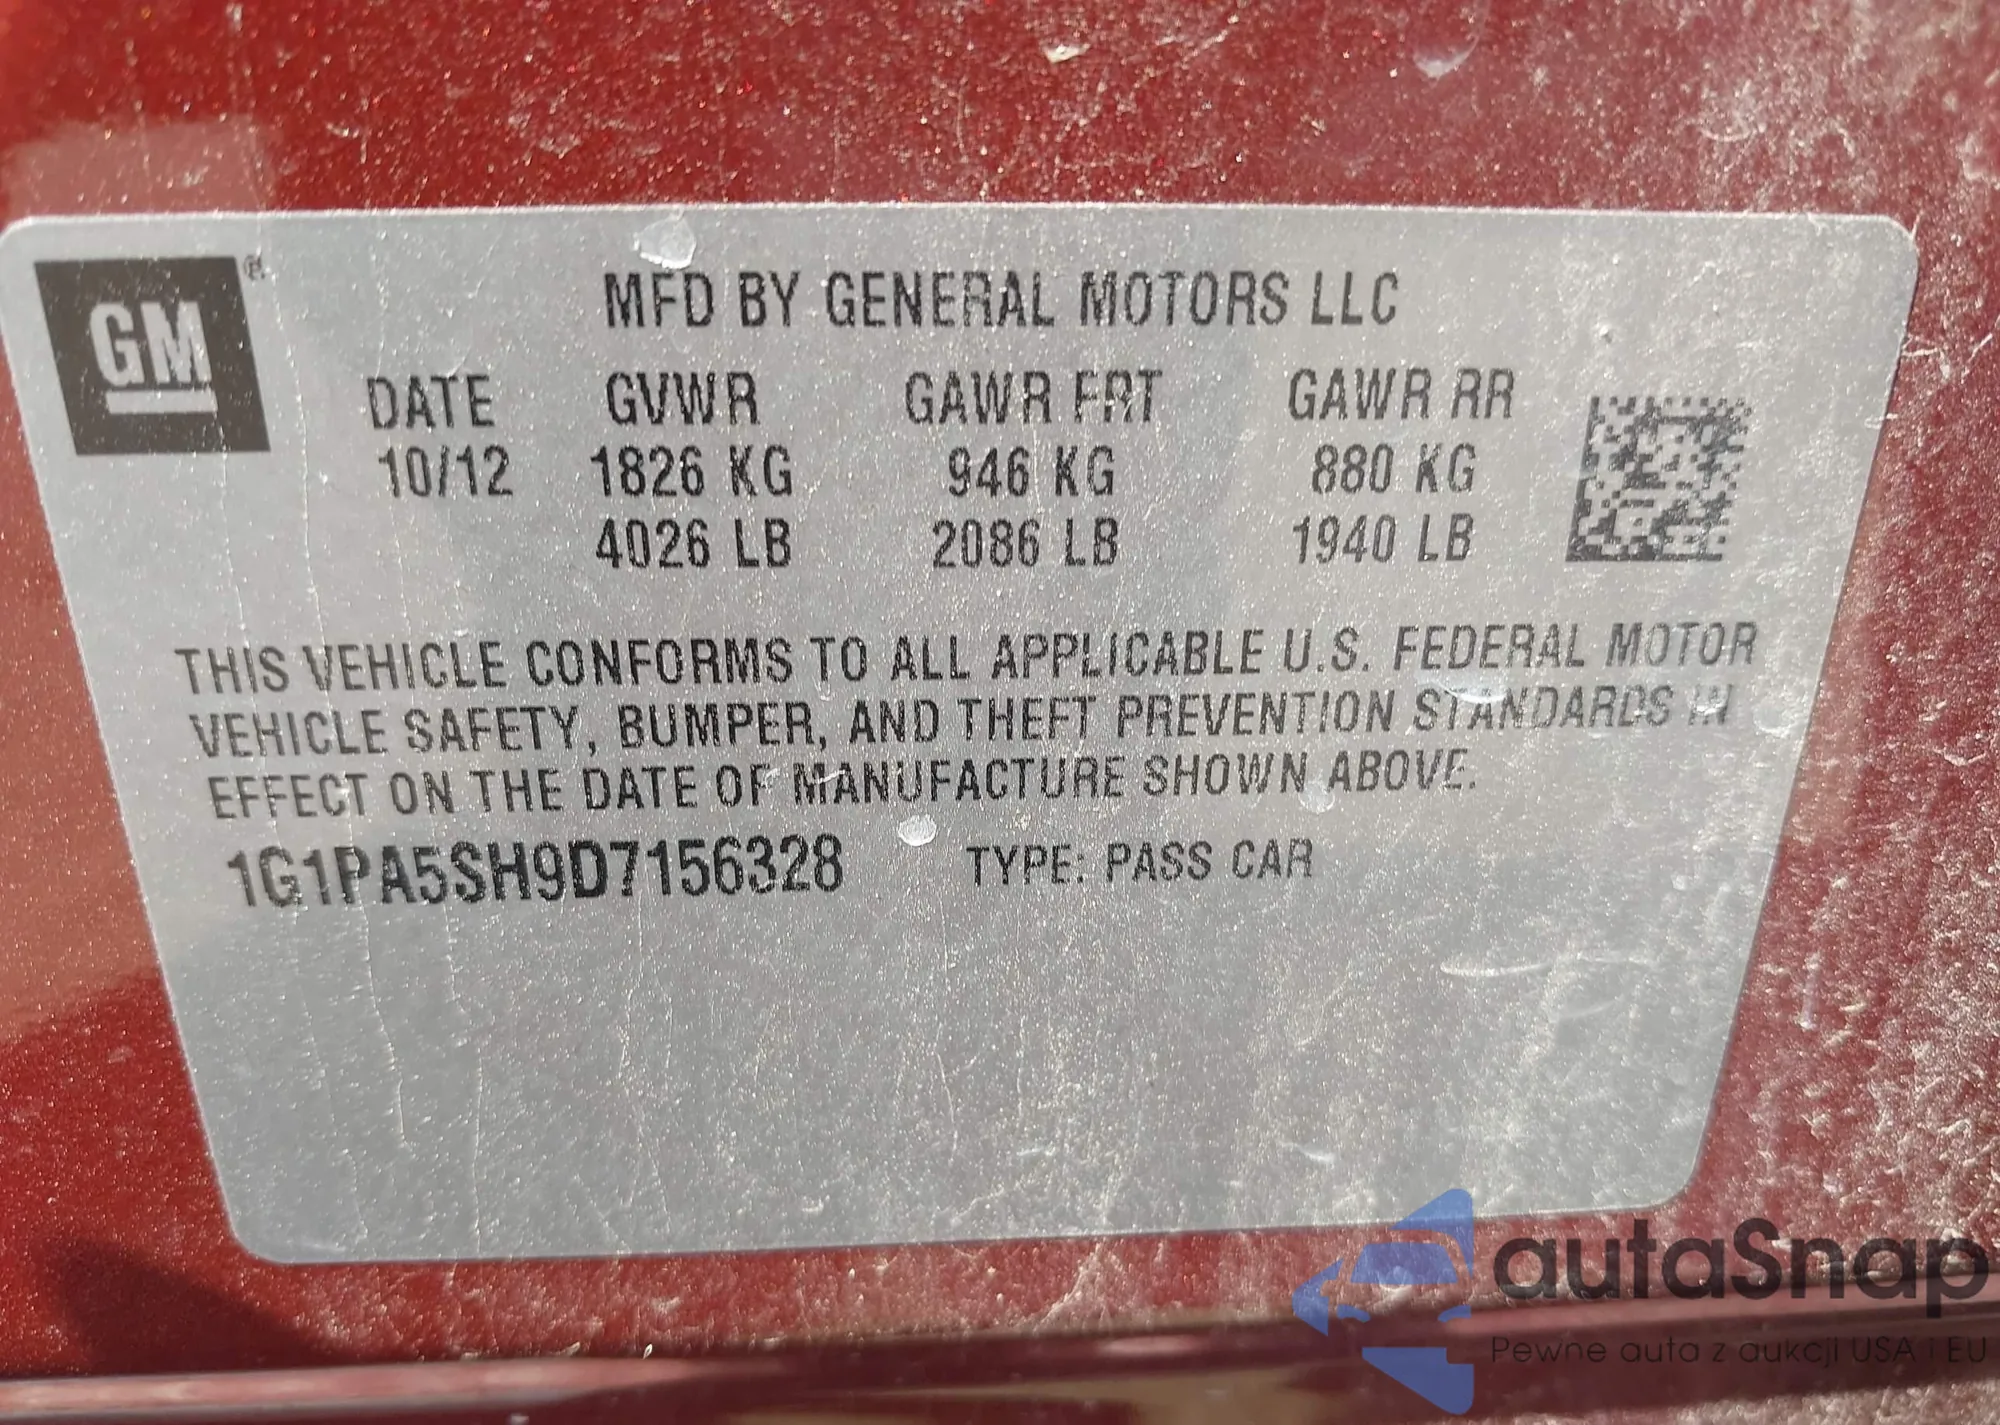 GM ®
MFD BY GENERAL MOTORS LLC
DATE GVWR GAWR FRT GAWR RR
10/12 1826 KG 946 KG 880 KG
4026 LB 2086 LB 1940 LB
THIS VEHICLE CONFORMS TO ALL APPLICABLE U.S. FEDERAL MOTOR
VEHICLE SAFETY, BUMPER, AND THEFT PREVENTION STANDARDS IN
EFFECT ON THE DATE OF MANUFACTURE SHOWN ABOVE.
1G1PA5SH9D7156328 TYPE: PASS CAR
autaSnap
Pewne auta z aukcji USA i EU